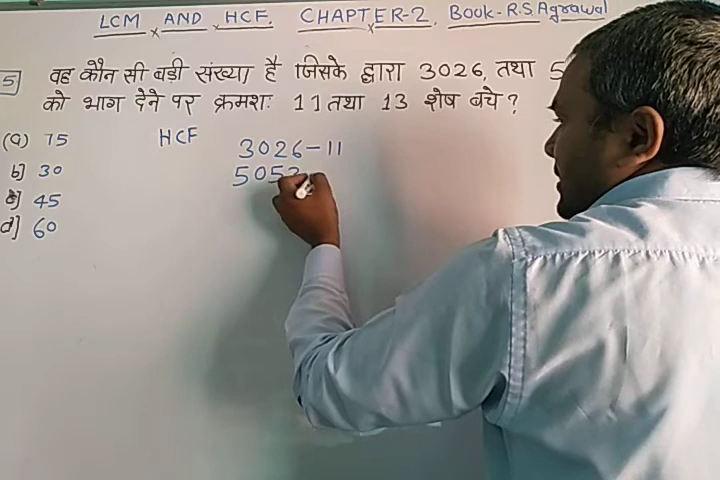 LCM AND HCF, CHAPTER-2, Book-R.S.Agrawal
5 वह कौन सी बड़ी संख्या है जिसके द्वारा 3026, तथा 5
को भाग देने पर क्रमशः 11 तथा 13 शेष बचे ?
(a) 75
HCF
3026-11
b] 30
505
c] 45
d] 60